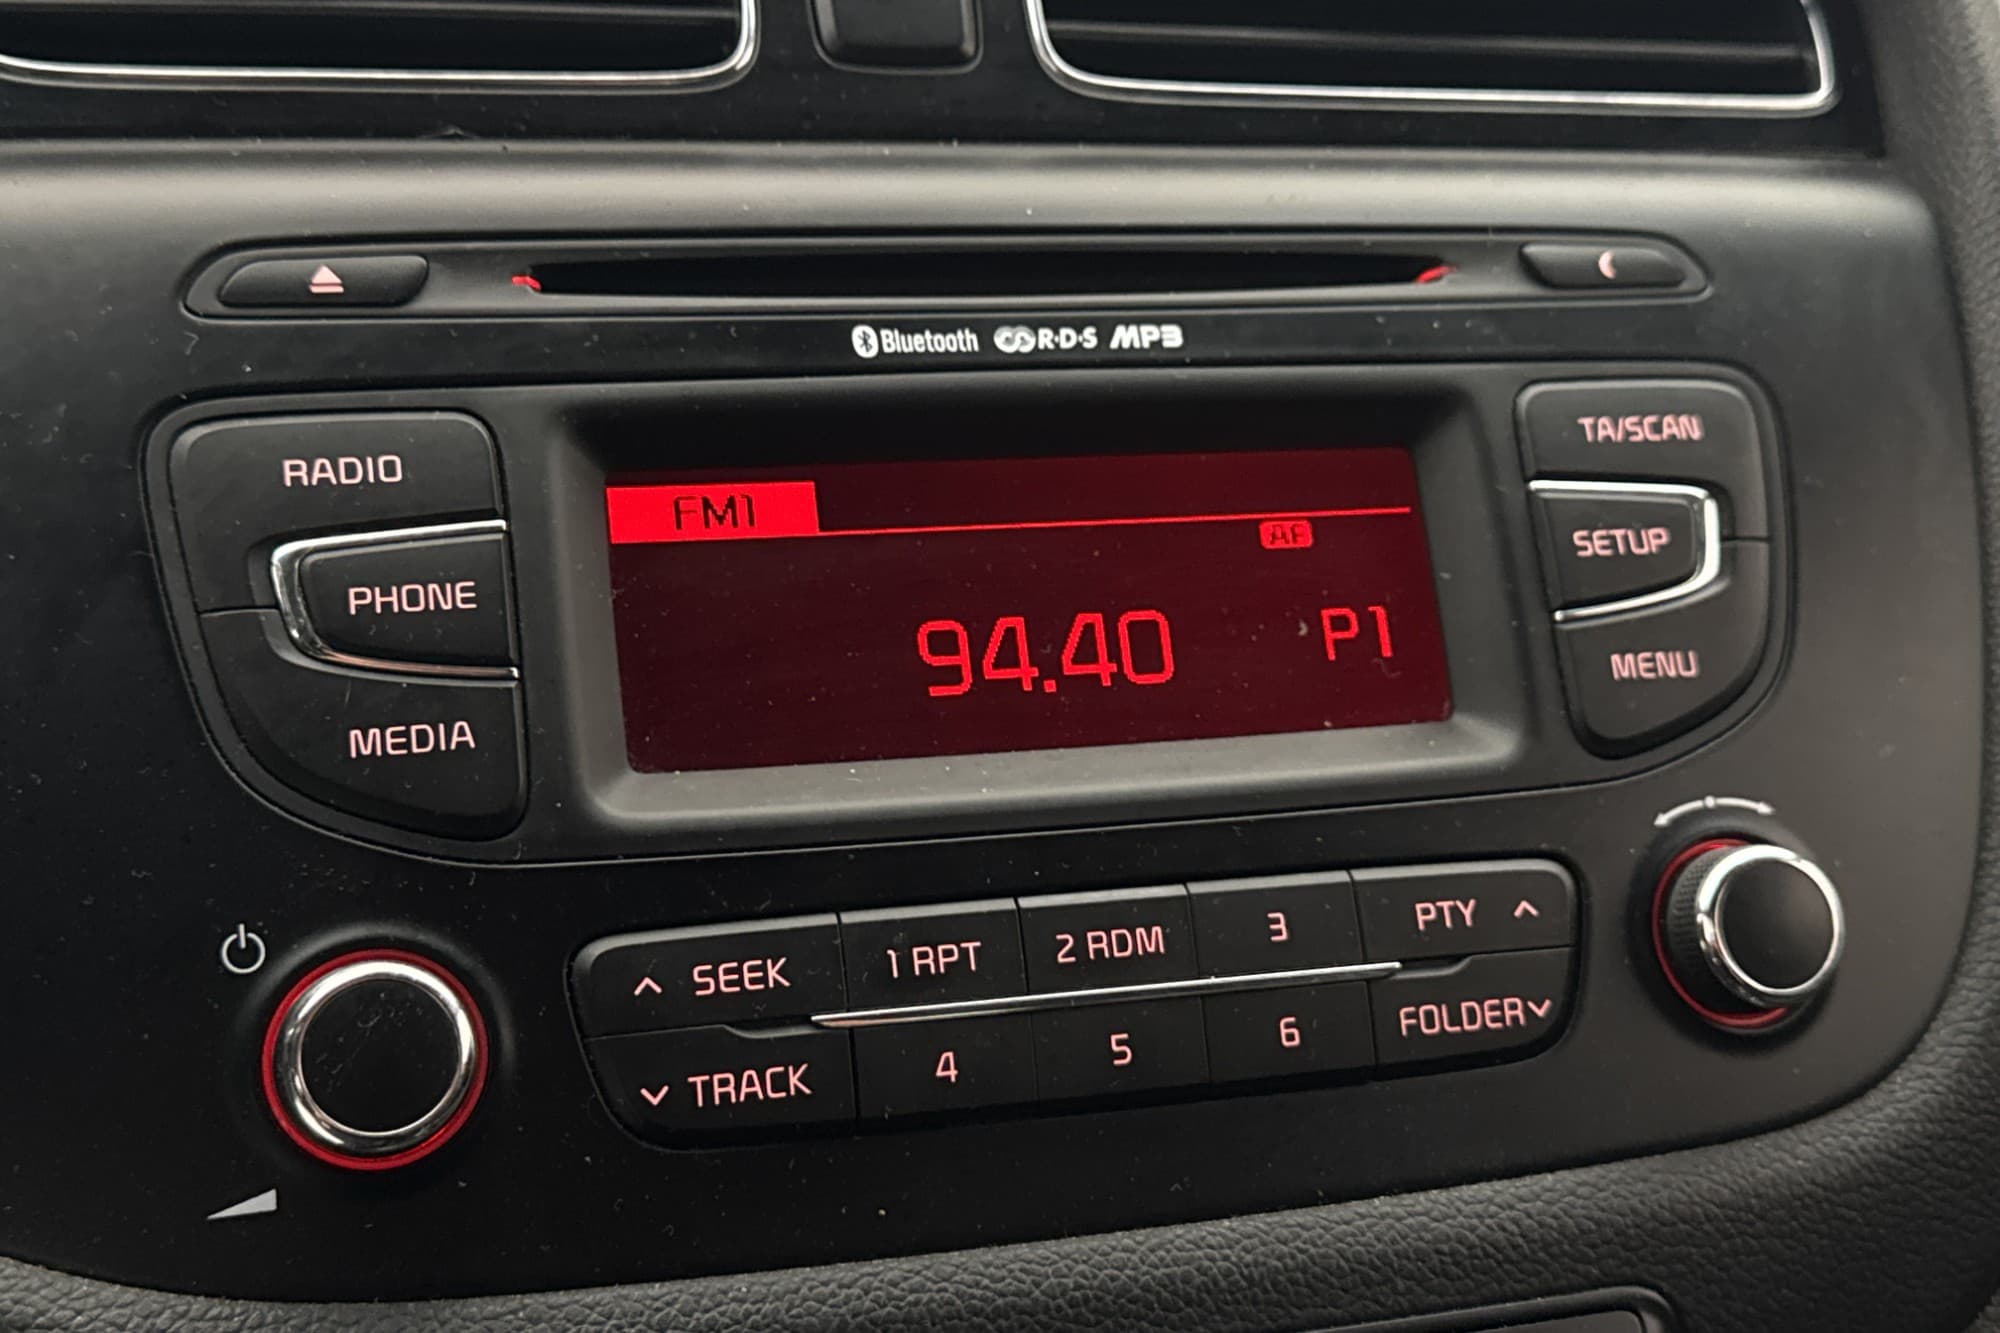 Bluetooth R·D·S MP3
RADIO
PHONE
MEDIA
FM1
AF
94.40 P1
TA/SCAN
SETUP
MENU
SEEK
TRACK
1 RPT
2 RDM
3
4
5
6
PTY
FOLDER